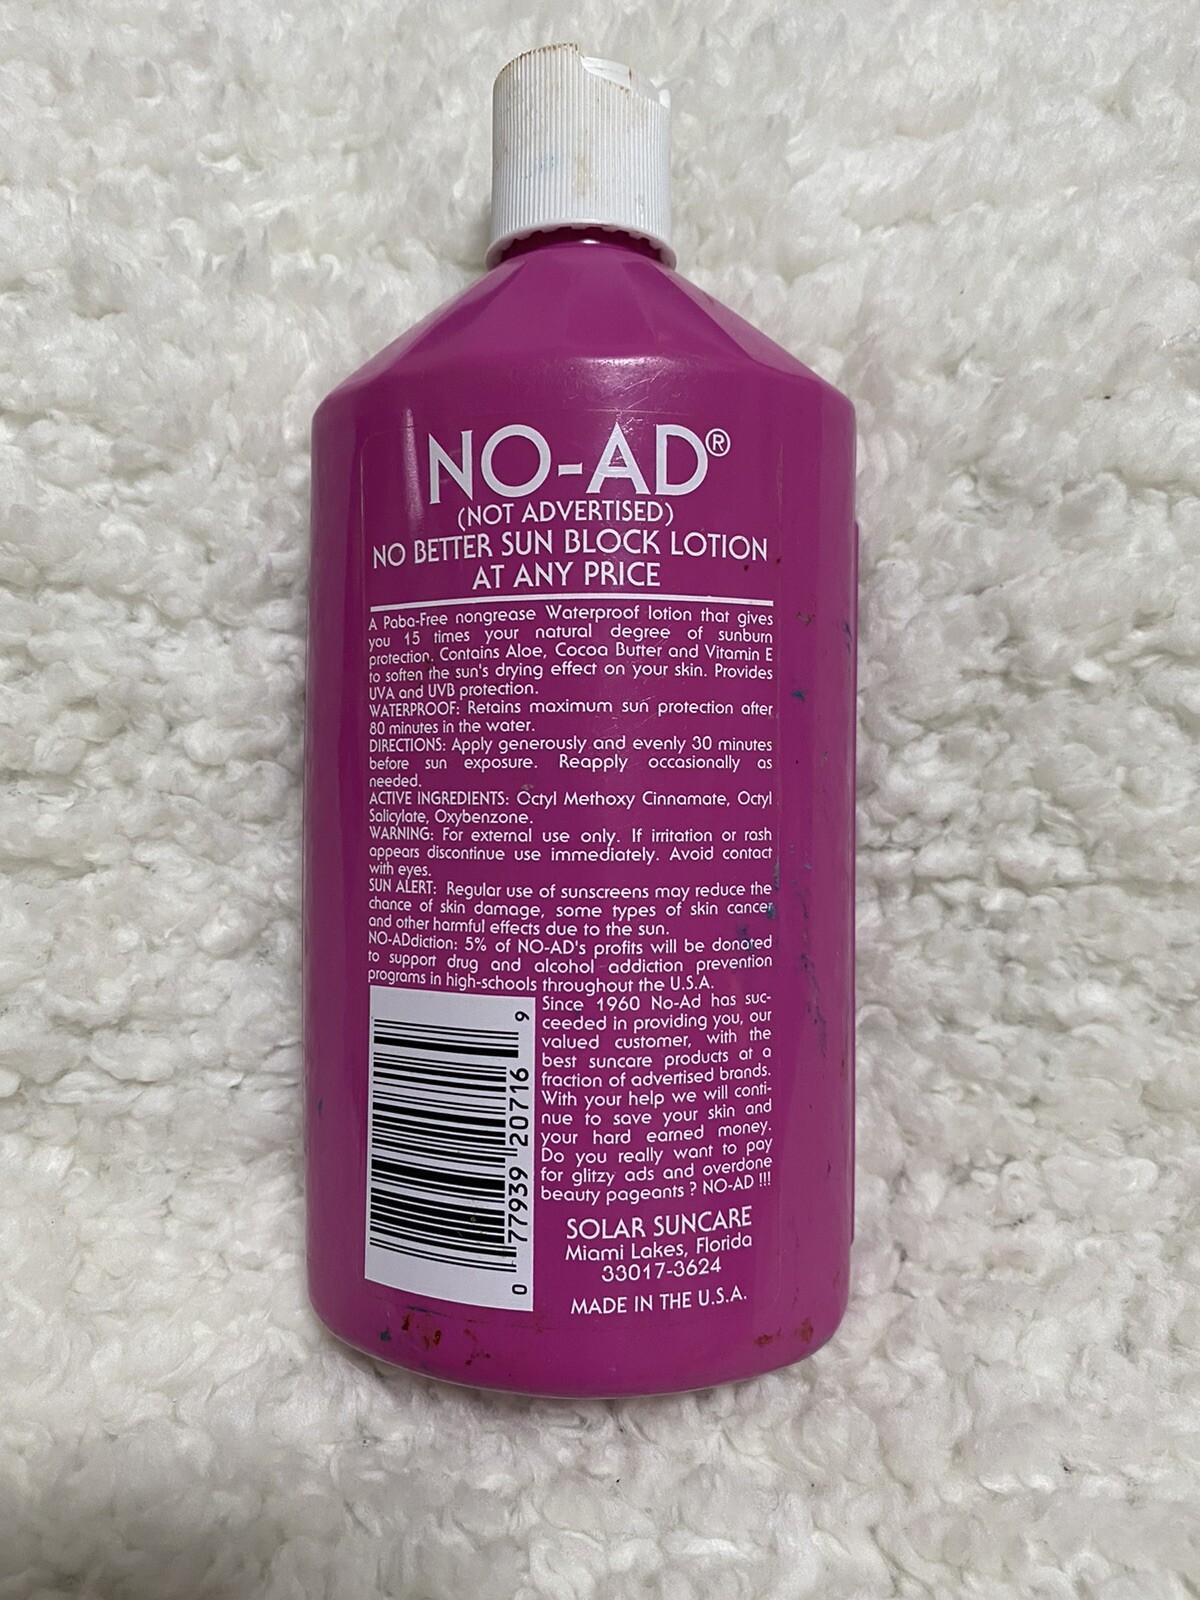 NO-AD®
(NOT ADVERTISED)
NO BETTER SUN BLOCK LOTION
AT ANY PRICE
A Paba-Free nongrease Waterproof lotion that gives
you 15 times your natural degree of sunburn
protection. Contains Aloe, Cocoa Butter and Vitamin E
to soften the sun's drying effect on your skin. Provides
UVA and UVB protection.
WATERPROOF: Retains maximum sun protection after
80 minutes in the water.
DIRECTIONS: Apply generously and evenly 30 minutes
before sun exposure. Reapply occasionally as
needed.
ACTIVE INGREDIENTS: Octyl Methoxy Cinnamate, Octyl
Salicylate, Oxybenzone.
WARNING: For external use only. If irritation or rash
appears discontinue use immediately. Avoid contact
with eyes.
SUN ALERT: Regular use of sunscreens may reduce the
chance of skin damage, some types of skin cancer
and other harmful effects due to the sun.
NO-ADdiction: 5% of NO-AD's profits will be donated
to support drug and alcohol addiction prevention
programs in high-schools throughout the U.S.A.
Since 1960 No-Ad has suc-
ceeded in providing you, our
valued customer, with the
best suncare products at a
fraction of advertised brands.
With your help we will conti-
nue to save your skin and
your hard earned money.
Do you really want to pay
for glitzy ads and overdone
beauty pageants ? NO-AD !!!
0 77939 20716 9
SOLAR SUNCARE
Miami Lakes, Florida
33017-3624
MADE IN THE U.S.A.